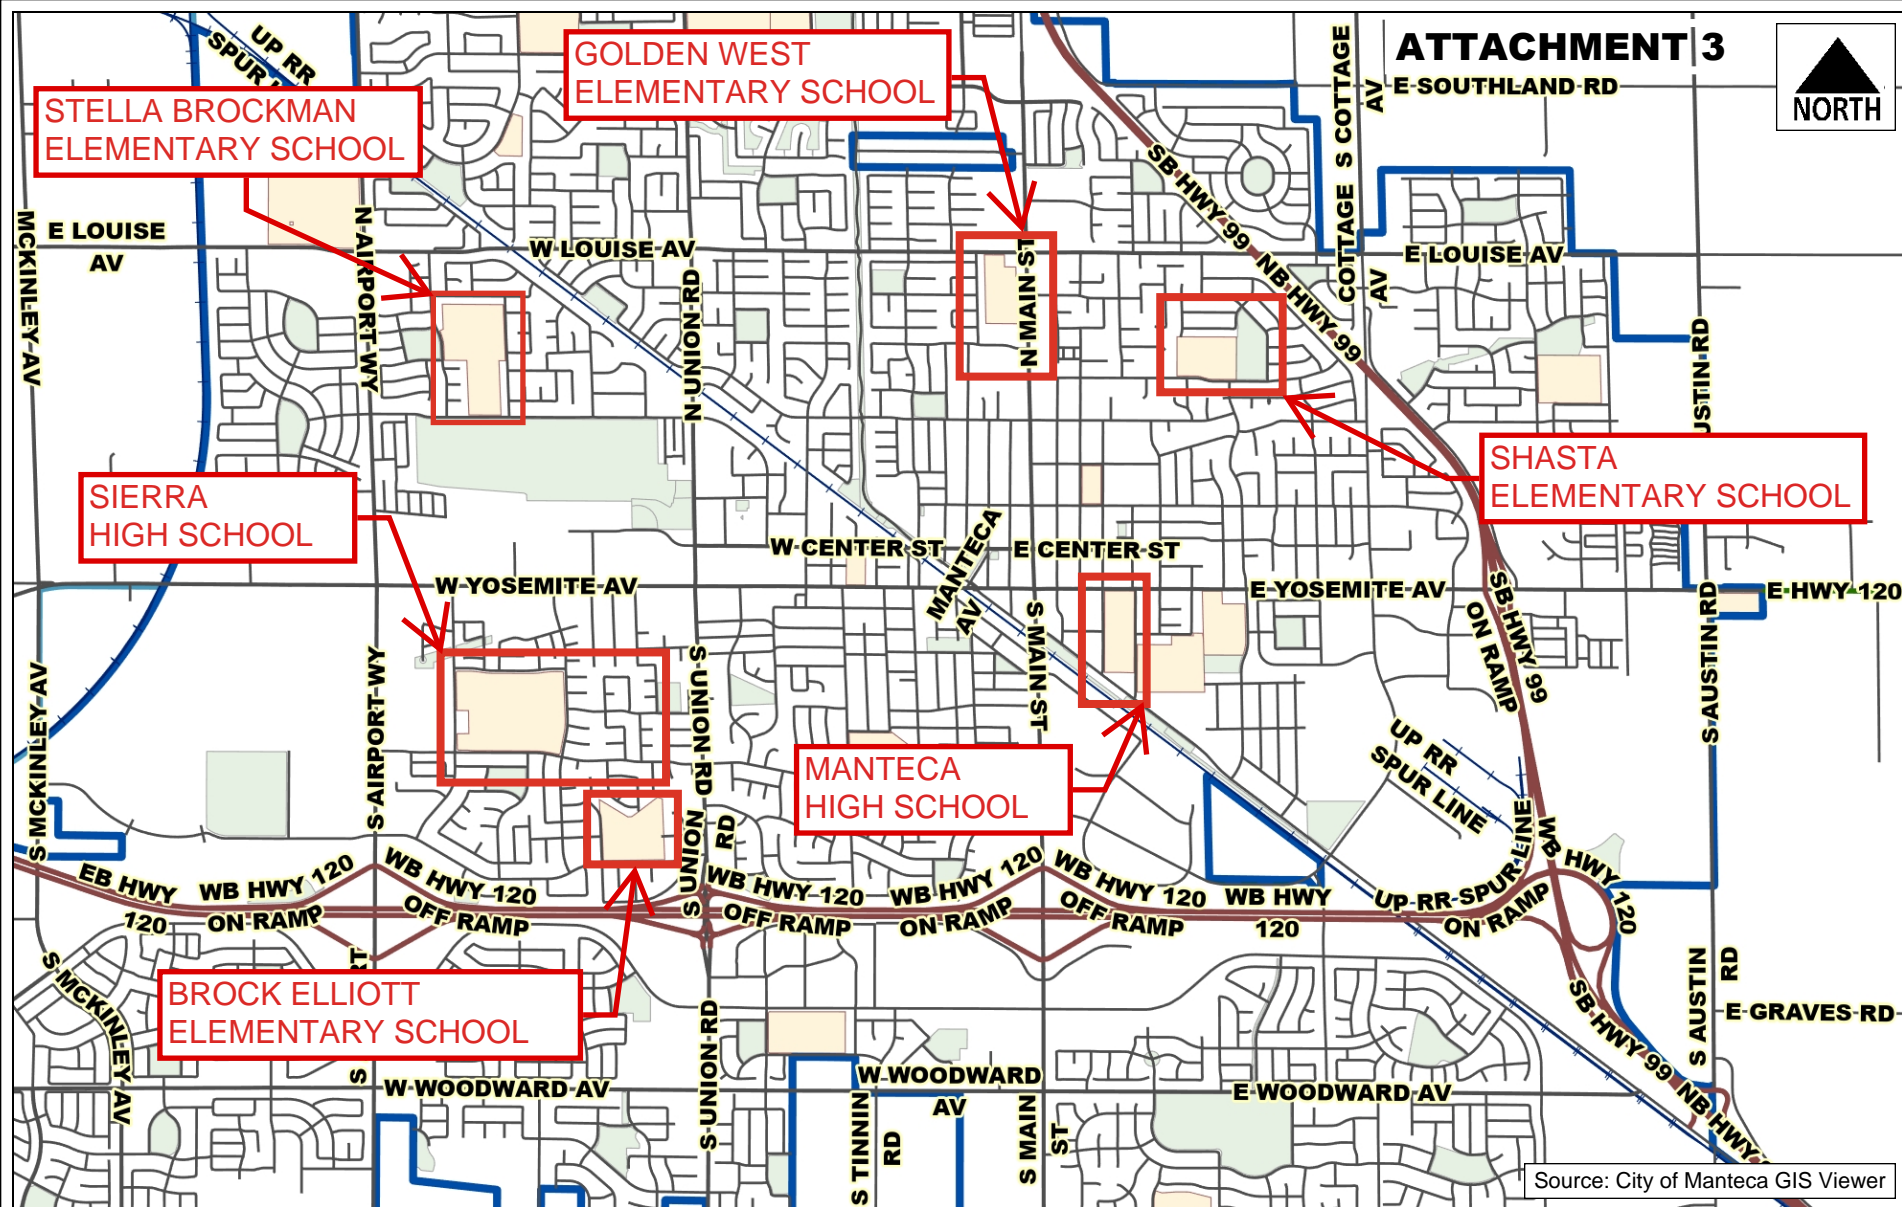 ATTACHMENT 3
NORTH
UP RR
SPUR
GOLDEN WEST
ELEMENTARY SCHOOL
STELLA BROCKMAN
ELEMENTARY SCHOOL
S COTTAGE
AV
E SOUTHLAND RD
SB HWY 99
NB HWY 99
COTTAGE
AV
MCKINLEY AV
E LOUISE
AV
N AIRPORT WY
W LOUISE AV
N UNION RD
N MAIN ST
E LOUISE AV
SHASTA
ELEMENTARY SCHOOL
SIERRA
HIGH SCHOOL
W CENTER ST
MANTECA
AV
E CENTER ST
W YOSEMITE AV
E YOSEMITE AV
E HWY 120
SB HWY 99
ON RAMP
S AUSTIN RD
S MCKINLEY AV
S AIRPORT WY
S UNION RD
S MAIN ST
MANTECA
HIGH SCHOOL
UP RR
SPUR LINE
S UNION
RD
EB HWY
120
WB HWY 120
ON RAMP
WB HWY 120
OFF RAMP
WB HWY 120
OFF RAMP
WB HWY 120
ON RAMP
WB HWY 120
OFF RAMP
WB HWY
120
UP RR SPUR LINE
ON RAMP
WB HWY 120
S MCKINLEY AV
BROCK ELLIOTT
ELEMENTARY SCHOOL
S UNION RD
SB HWY 99
NB HWY
S AUSTIN
RD
E GRAVES RD
S
W WOODWARD AV
W WOODWARD
AV
E WOODWARD AV
S TINNIN
RD
S MAIN
ST
Source: City of Manteca GIS Viewer